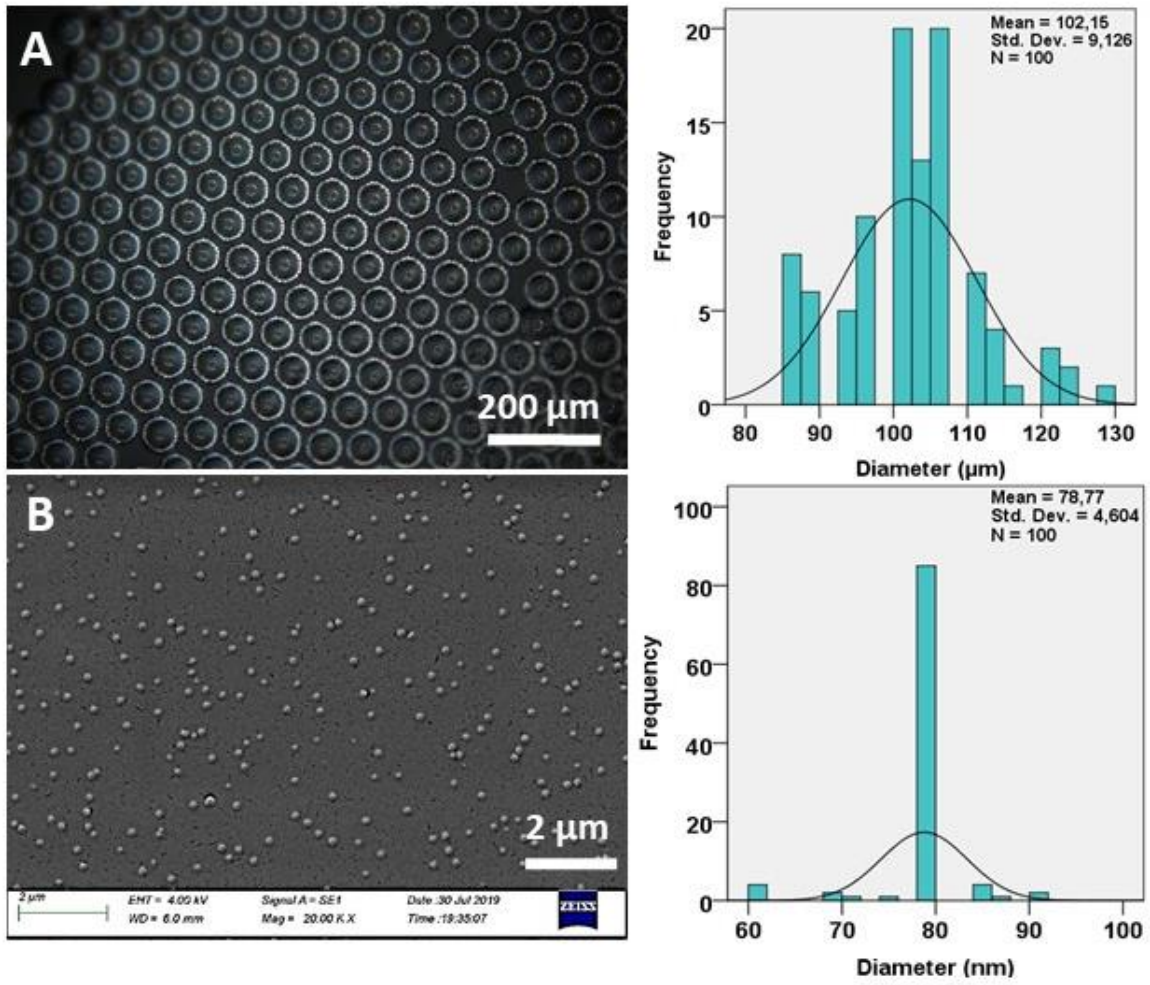 A
200 µm
20
15
10
5
0
Frequency
Mean = 102,15
Std. Dev. = 9,126
N = 100
80 90 100 110 120 130
Diameter (µm)
B
2 µm
2 µm
EHT = 4.00 kV Signal A = SE1 Date :30 Jul 2019
WD = 6.0 mm Mag = 20.00 K X Time :19:35:07
ZEISS
100
80
60
40
20
0
Frequency
Mean = 78,77
Std. Dev. = 4,604
N = 100
60 70 80 90 100
Diameter (nm)